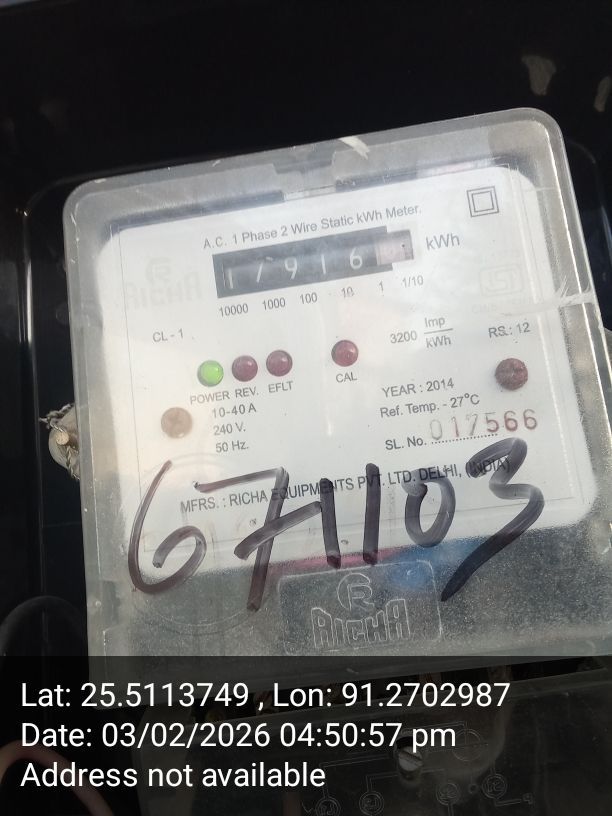 A.C. 1 Phase 2 Wire Static kWh Meter.
RICHA
17916 kWh
10000 1000 100 10 1 1/10
CL - 1
3200 Imp/kWh
RS.: 12
POWER REV. EFLT
CAL
10-40 A
240 V.
50 Hz.
YEAR : 2014
Ref. Temp. - 27°C
SL. No. 017566
MFRS. : RICHA EQUIPMENTS PVT. LTD. DELHI, (INDIA)
671103
R
RICHA
Lat: 25.5113749 , Lon: 91.2702987
Date: 03/02/2026 04:50:57 pm
Address not available